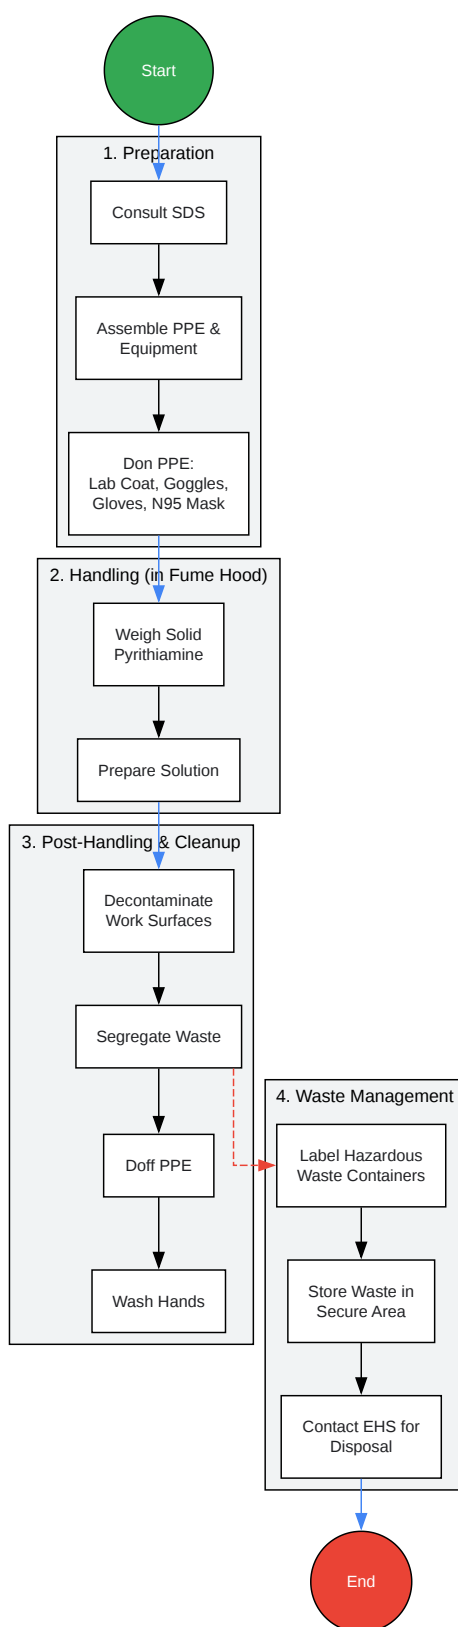 Start
1. Preparation
Consult SDS
Assemble PPE &
Equipment
Don PPE:
Lab Coat, Goggles,
Gloves, N95 Mask
2. Handling (in Fume Hood)
Weigh Solid
Pyrithiamine
Prepare Solution
3. Post-Handling & Cleanup
Decontaminate
Work Surfaces
Segregate Waste
Doff PPE
Wash Hands
4. Waste Management
Label Hazardous
Waste Containers
Store Waste in
Secure Area
Contact EHS for
Disposal
End